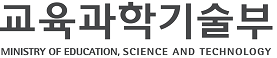 교육과학기술부
MINISTRY OF EDUCATION, SCIENCE AND TECHNOLOGY